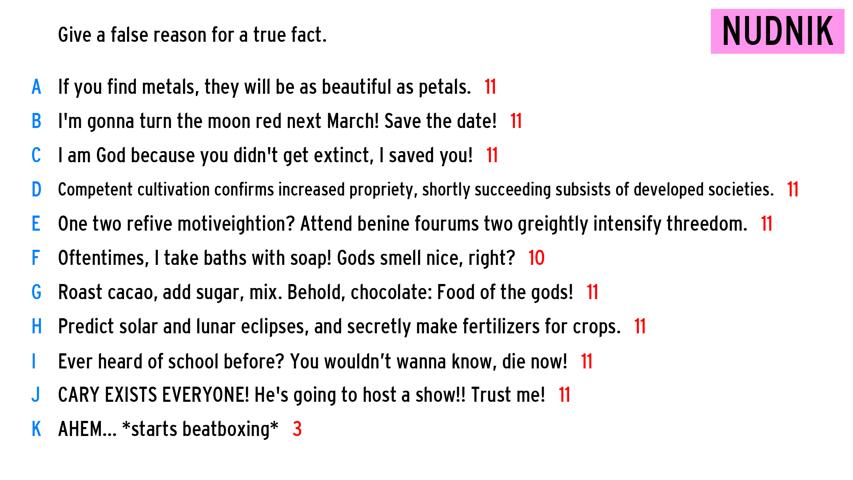 Give a false reason for a true fact.
NUDNIK
A If you find metals, they will be as beautiful as petals. 11
B I'm gonna turn the moon red next March! Save the date! 11
C I am God because you didn't get extinct, I saved you! 11
D Competent cultivation confirms increased propriety, shortly succeeding subsists of developed societies. 11
E One two refive motiveightion? Attend benine fourums two greightly intensify threedom. 11
F Oftentimes, I take baths with soap! Gods smell nice, right? 10
G Roast cacao, add sugar, mix. Behold, chocolate: Food of the gods! 11
H Predict solar and lunar eclipses, and secretly make fertilizers for crops. 11
I Ever heard of school before? You wouldn’t wanna know, die now! 11
J CARY EXISTS EVERYONE! He's going to host a show!! Trust me! 11
K AHEM... *starts beatboxing* 3